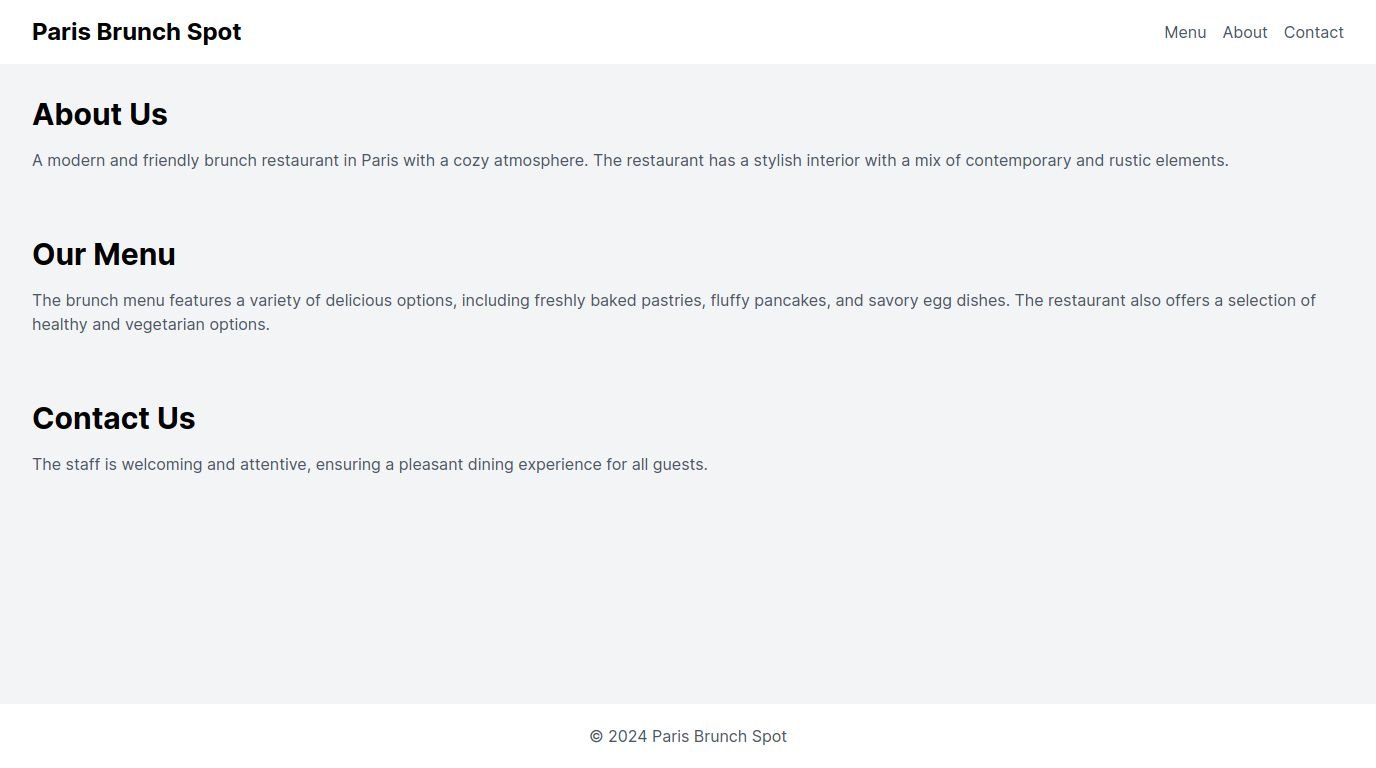 Paris Brunch Spot
Menu About Contact
About Us
A modern and friendly brunch restaurant in Paris with a cozy atmosphere. The restaurant has a stylish interior with a mix of contemporary and rustic elements.
Our Menu
The brunch menu features a variety of delicious options, including freshly baked pastries, fluffy pancakes, and savory egg dishes. The restaurant also offers a selection of
healthy and vegetarian options.
Contact Us
The staff is welcoming and attentive, ensuring a pleasant dining experience for all guests.
© 2024 Paris Brunch Spot